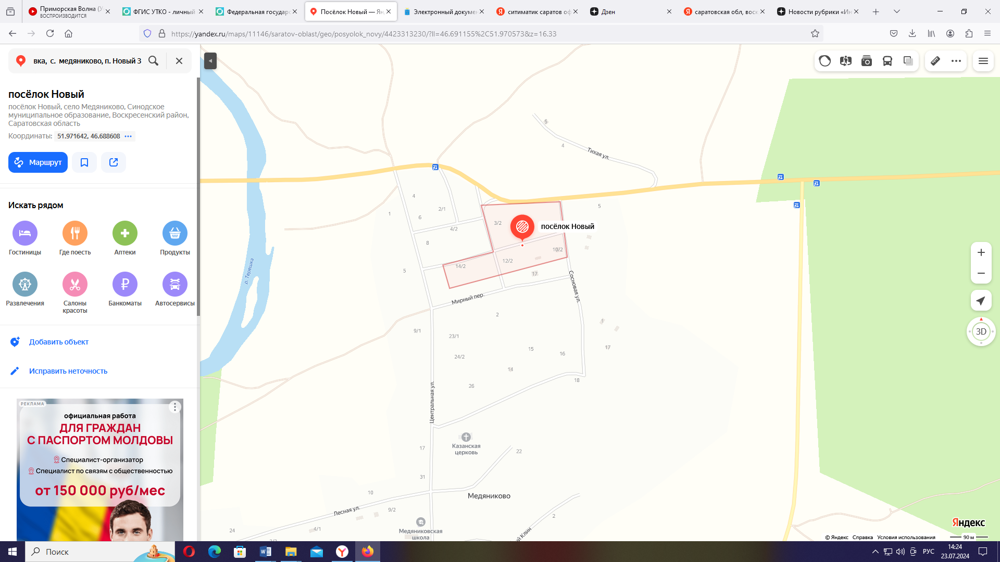 Приморская Волна (У
ВОСПРОИЗВОДИТСЯ
ФГИС УТКО - личный
Федеральная государс
Посёлок Новый — Ян
Электронный докумен
ситиматик саратов оф
Дзен
саратовская обл, воск
Новости рубрики «Ин
https://yandex.ru/maps/11146/saratov-oblast/geo/posyolok_novy/4423313230/?ll=46.691155%2C51.970573&z=16.33
вка, с. медяниково, п. Новый 3
посёлок Новый
посёлок Новый, село Медяниково, Синодское
муниципальное образование, Воскресенский район,
Саратовская область
Координаты: 51.971642, 46.688608
Маршрут
Искать рядом
Гостиницы
Где поесть
Аптеки
Продукты
Развлечения
Салоны
красоты
Банкоматы
Автосервисы
Добавить объект
Исправить неточность
РЕКЛАМА
официальная работа
ДЛЯ ГРАЖДАН
С ПАСПОРТОМ МОЛДОВЫ
Специалист-организатор
Специалист по связям с общественностью
от 150 000 руб/мес
5
4
Тихая ул.
4
1
6
2/1
4/2
3/2
5
посёлок Новый
8
10/2
12/2
14/2
5
17
р. Терешка
Сосновая ул.
Мирный пер.
2
1
9/1
23/1
15
16
17
24/2
14
18
26
Центральная ул.
Казанская
церковь
17
22
31
10
Медяниково
Лесная ул.
9/2
2
24
4/1
Медяниковская
школа
ый Клин
3D
Яндекс
© Яндекс Справка Условия использования
90 м
Поиск
РУС
14:24
23.07.2024